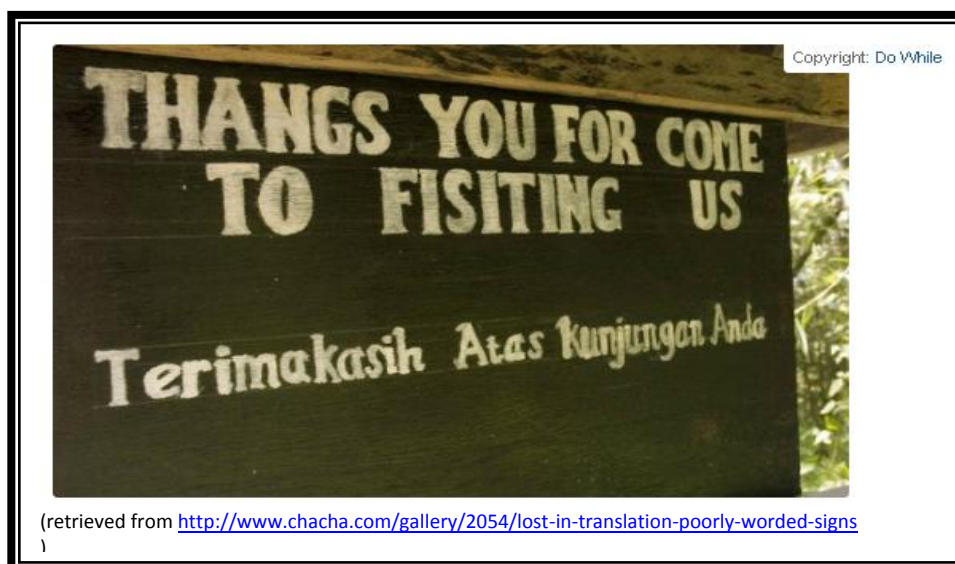 Copyright: Do While
THANGS YOU FOR COME
TO FISITING US
Terimakasih Atas Kunjungan Anda
(retrieved from http://www.chacha.com/gallery/2054/lost-in-translation-poorly-worded-signs
)